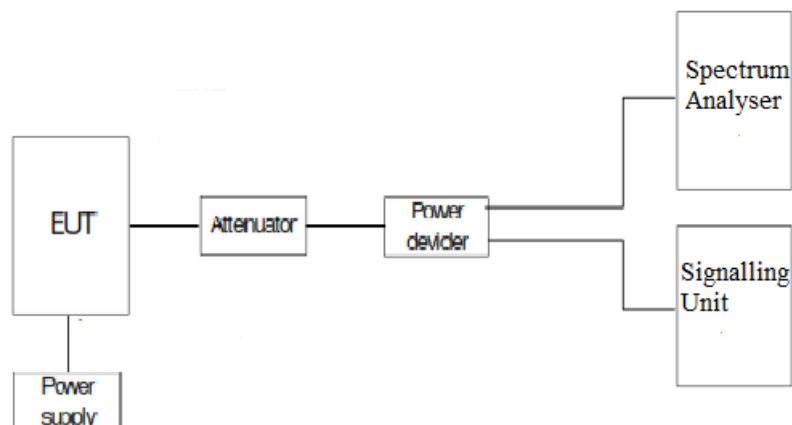 Spectrum
Analyser
EUT
Attenuator
Power
devider
Signalling
Unit
Power
supply